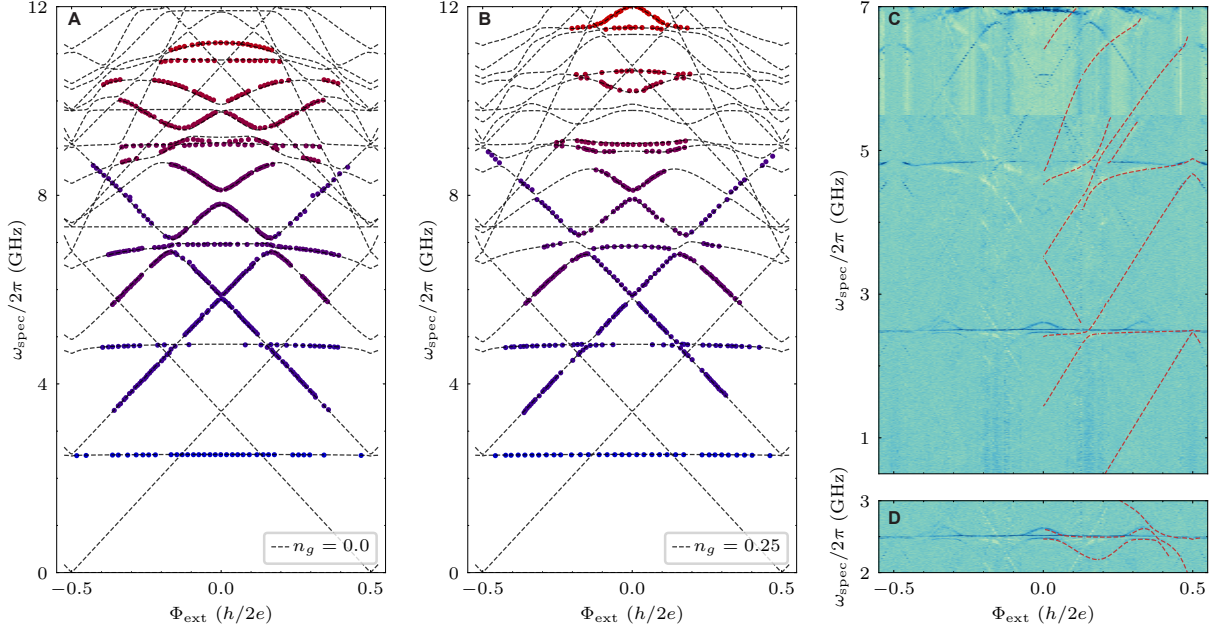 A
12
8
4
0
ω_spec/2π (GHz)
−0.5
0.0
0.5
Φ_ext (h/2e)
n_g = 0.0
B
12
8
4
0
ω_spec/2π (GHz)
−0.5
0.0
0.5
Φ_ext (h/2e)
n_g = 0.25
C
7
5
3
1
ω_spec/2π (GHz)
D
3
2
ω_spec/2π (GHz)
−0.5
0.0
0.5
Φ_ext (h/2e)